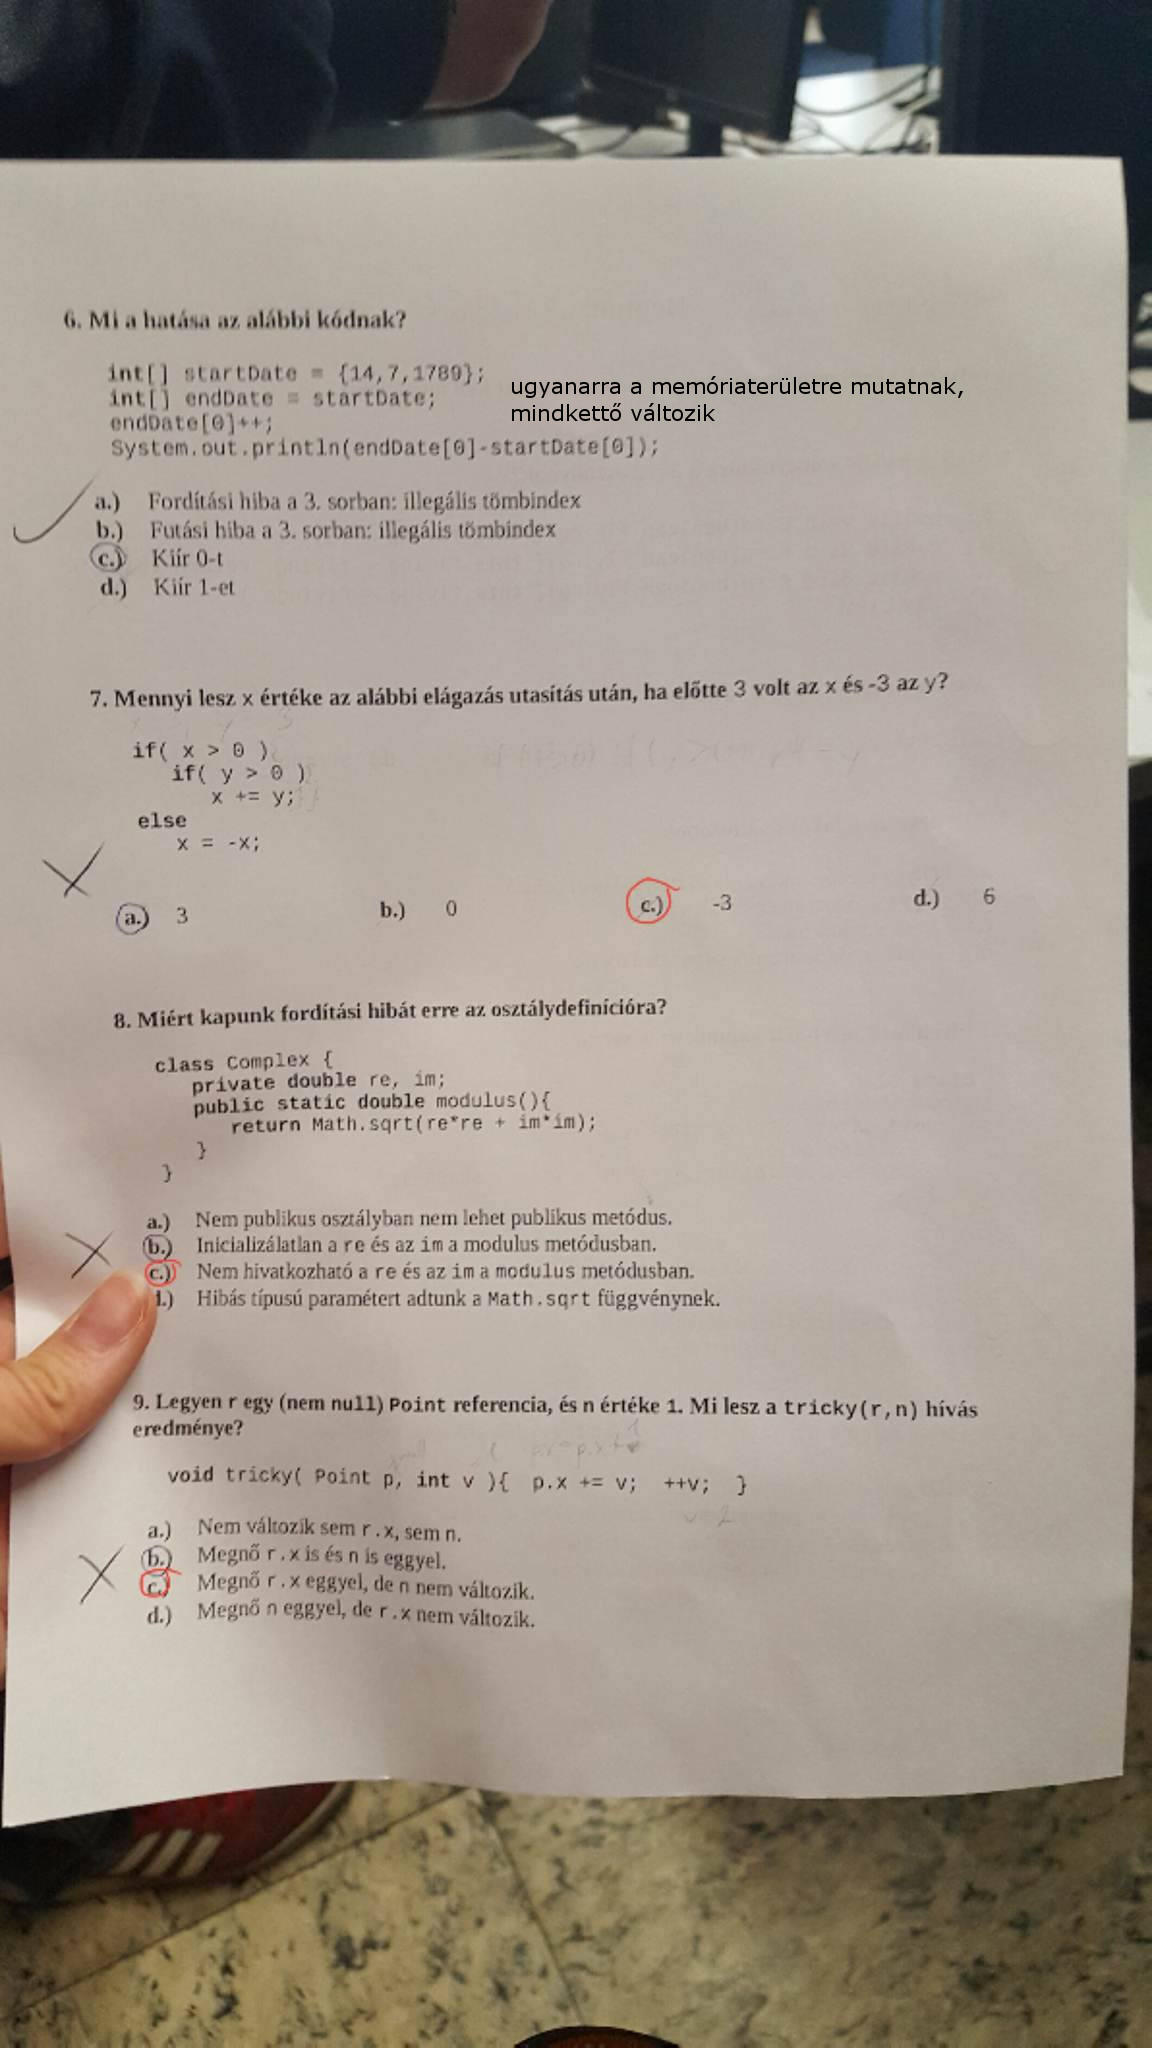 6. Mi a hatása az alábbi kódnak?
int[] startDate = {14,7,1789};
int[] endDate = startDate;
endDate[0]++;
System.out.println(endDate[0]-startDate[0]);
ugyanarra a memóriaterületre mutatnak,
mindkettő változik
a.) Fordítási hiba a 3. sorban: illegális tömbindex
b.) Futási hiba a 3. sorban: illegális tömbindex
c.) Kiír 0-t
d.) Kiír 1-et
7. Mennyi lesz x értéke az alábbi elágazás utasítás után, ha előtte 3 volt az x és -3 az y?
if( x > 0 )
if( y > 0 )
x += y;
else
x = -x;
a.) 3 b.) 0 c.) -3 d.) 6
8. Miért kapunk fordítási hibát erre az osztálydefinícióra?
class Complex {
private double re, im;
public static double modulus(){
return Math.sqrt(re*re + im*im);
}
}
a.) Nem publikus osztályban nem lehet publikus metódus.
b.) Inicializálatlan a re és az im a modulus metódusban.
c.) Nem hivatkozható a re és az im a modulus metódusban.
.) Hibás típusú paramétert adtunk a Math.sqrt függvénynek.
9. Legyen r egy (nem null) Point referencia, és n értéke 1. Mi lesz a tricky(r,n) hívás
eredménye?
void tricky( Point p, int v ){ p.x += v; ++v; }
a.) Nem változik sem r.x, sem n.
b.) Megnő r.x is és n is eggyel.
c.) Megnő r.x eggyel, de n nem változik.
d.) Megnő n eggyel, de r.x nem változik.